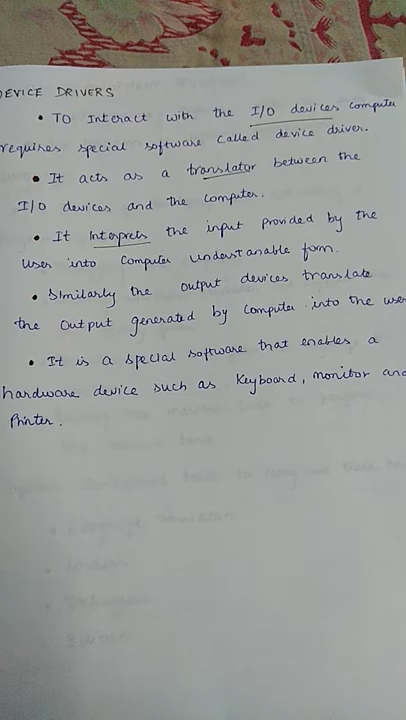 DEVICE DRIVERS
• TO Interact with the I/O devices computer
requires special software called device driver.
• It acts as a translator between the
I/O devices and the computer.
• It Interprets the input provided by the
user into computer understanable form.
• Similarly the output devices translate
the output generated by computer into the user
• It is a special software that enables a
hardware device such as Keyboard, monitor and
Printer.